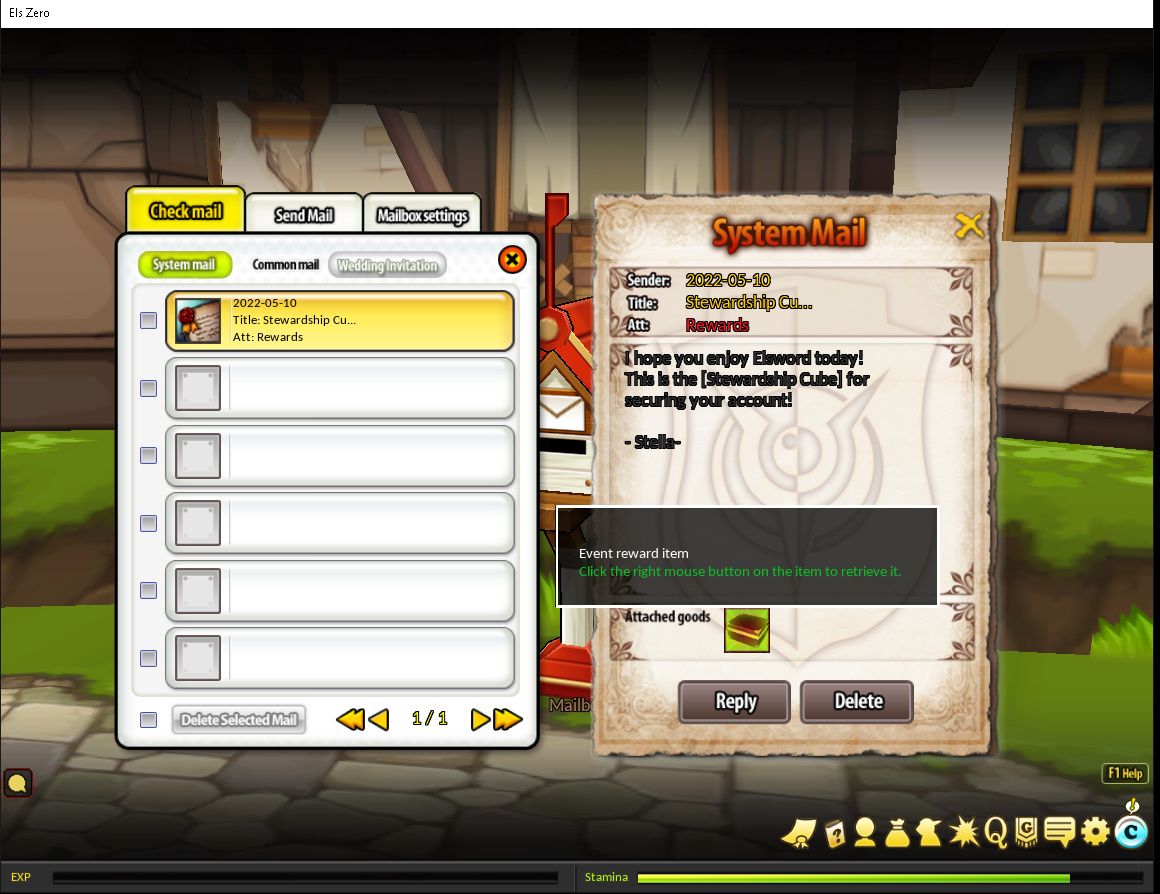 Els Zero
Check mail
Send Mail
Mailbox settings
System mail
Common mail
Wedding Invitation
2022-05-10
Title: Stewardship Cu...
Att: Rewards
Delete Selected Mail
1 / 1
Mailb
System Mail
Sender: 2022-05-10
Title: Stewardship Cu...
Att: Rewards
I hope you enjoy Elsword today!
This is the [Stewardship Cube] for
securing your account!
- Stella-
Event reward item
Click the right mouse button on the item to retrieve it.
Attached goods
Reply
Delete
F1 Help
EXP
Stamina